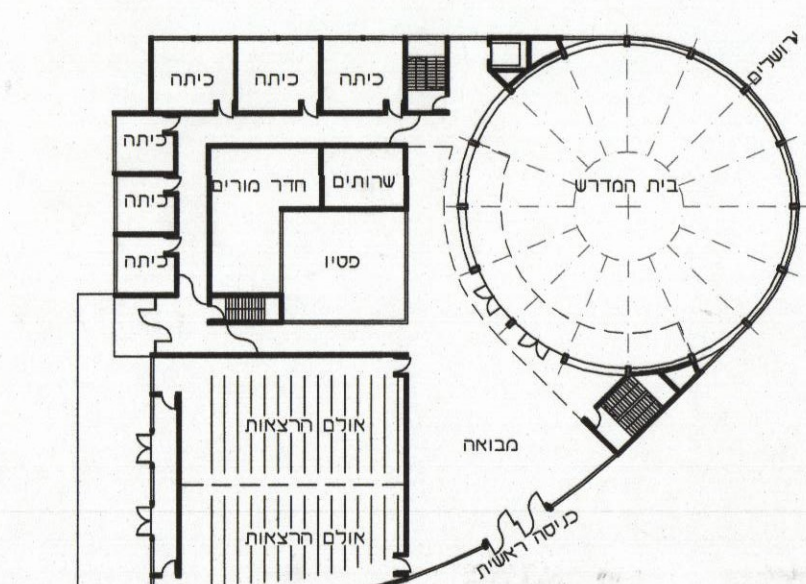 כיתה
כיתה
כיתה
ירושלים
כיתה
כיתה
כיתה
חדר מורים
שרותים
בית המדרש
פטיו
אולם הרצאות
מבואה
אולם הרצאות
כניסה ראשית